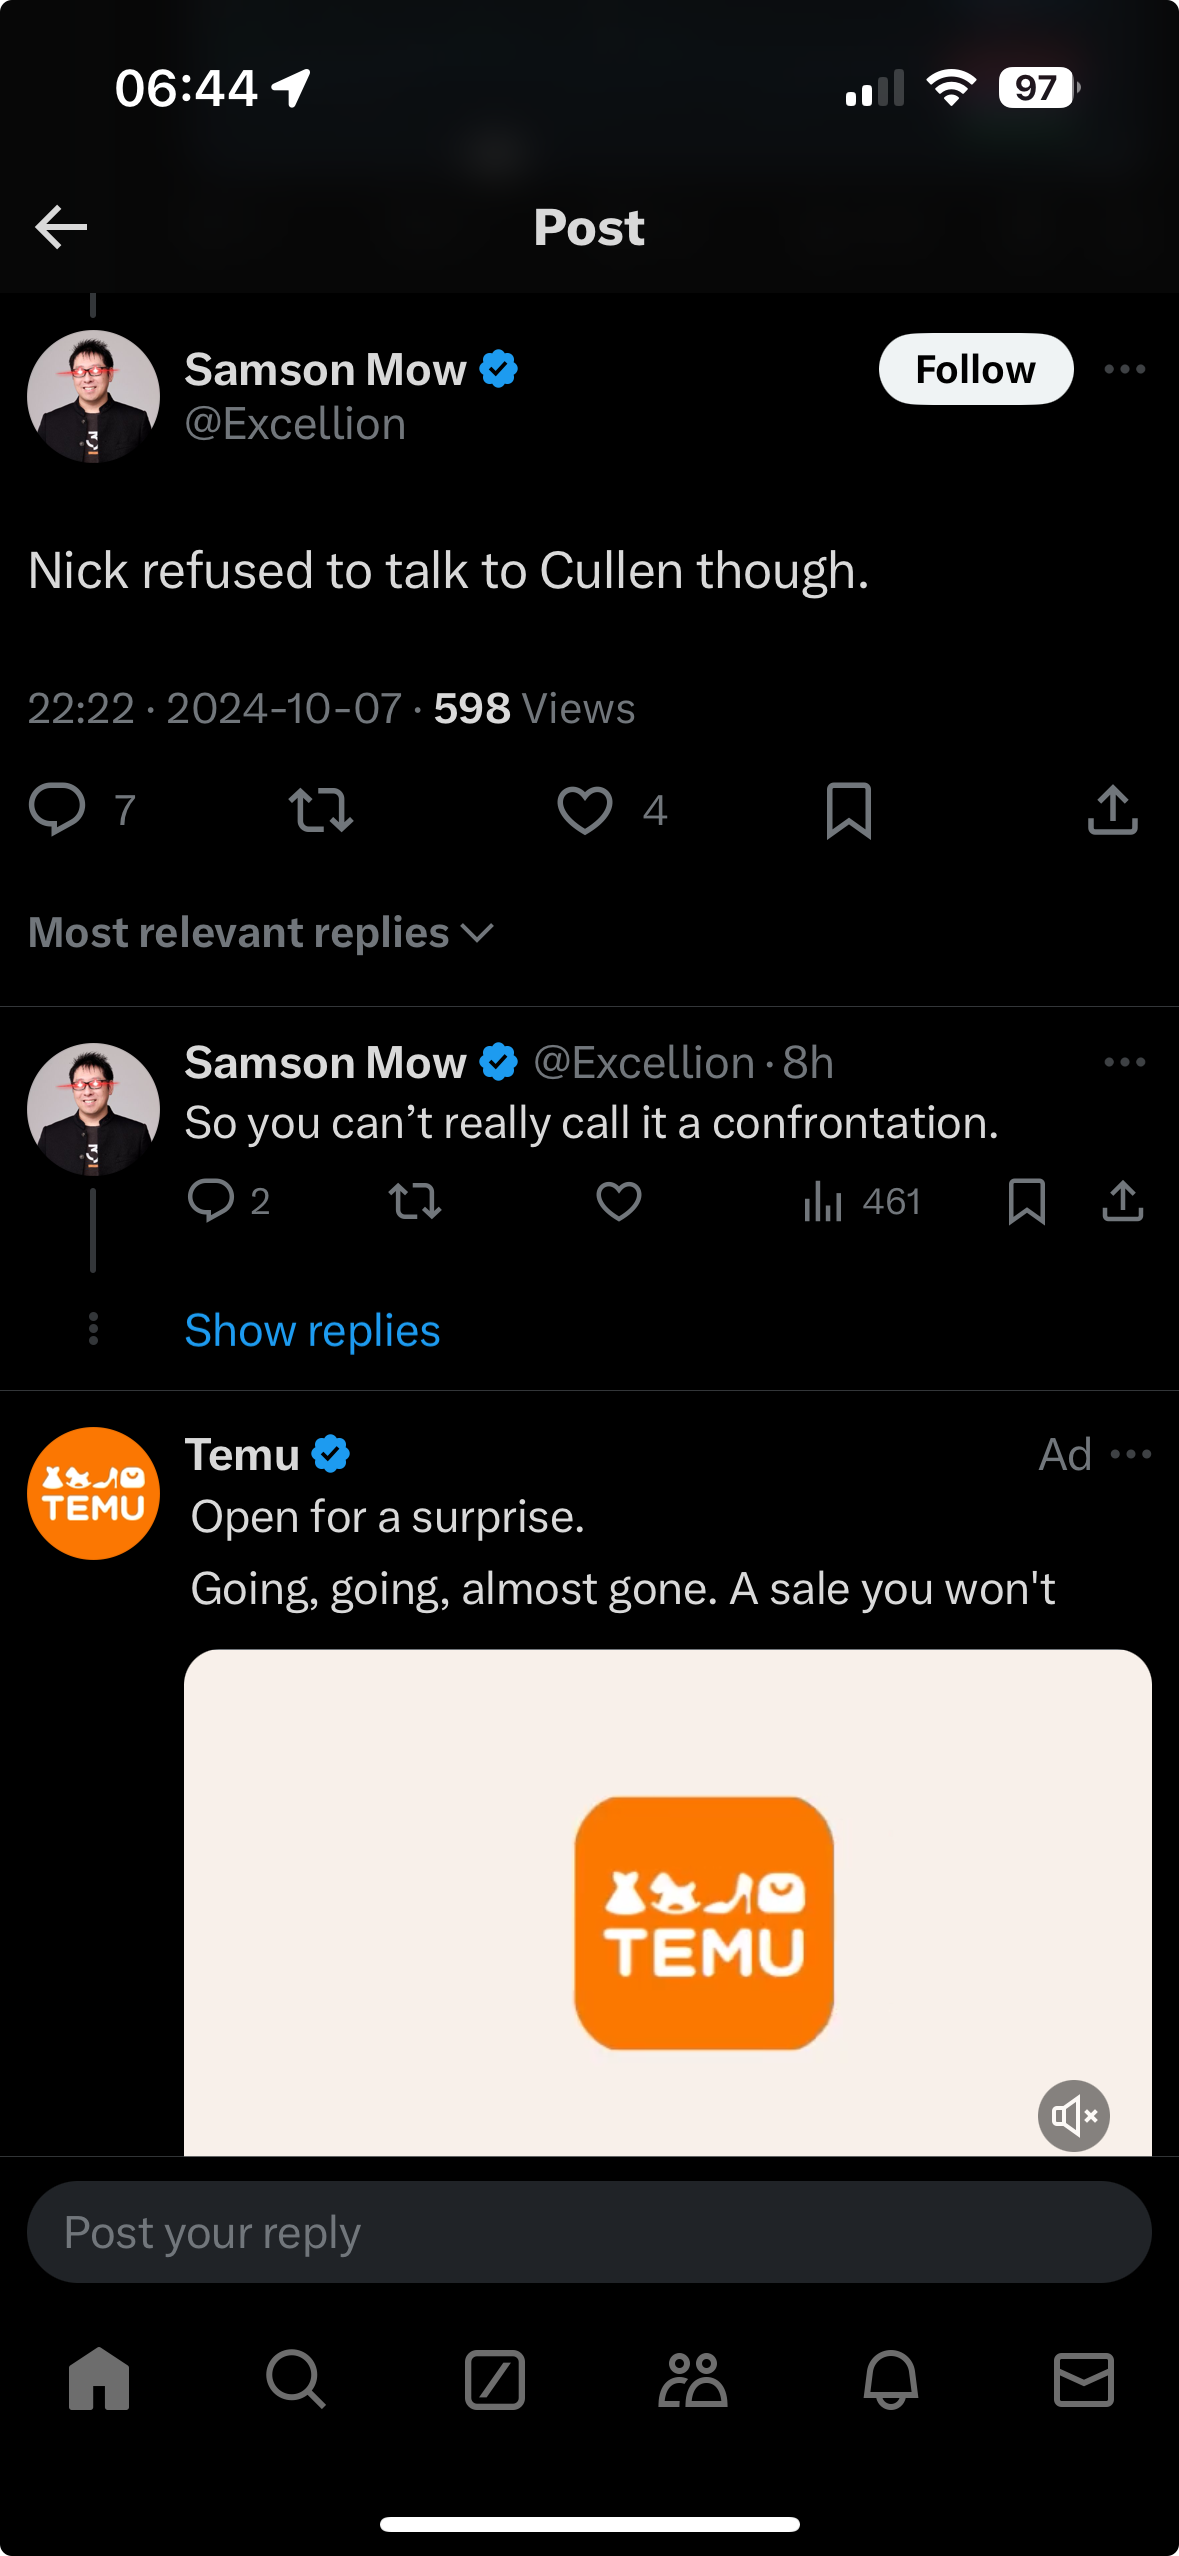 06:44
97
Post
Samson Mow
Follow
@Excellion
Nick refused to talk to Cullen though.
22:22 · 2024-10-07 · 598 Views
7
4
Most relevant replies
Samson Mow @Excellion · 8h
So you can’t really call it a confrontation.
2
461
Show replies
Temu
Ad
TEMU
Open for a surprise.
Going, going, almost gone. A sale you won't
TEMU
Post your reply